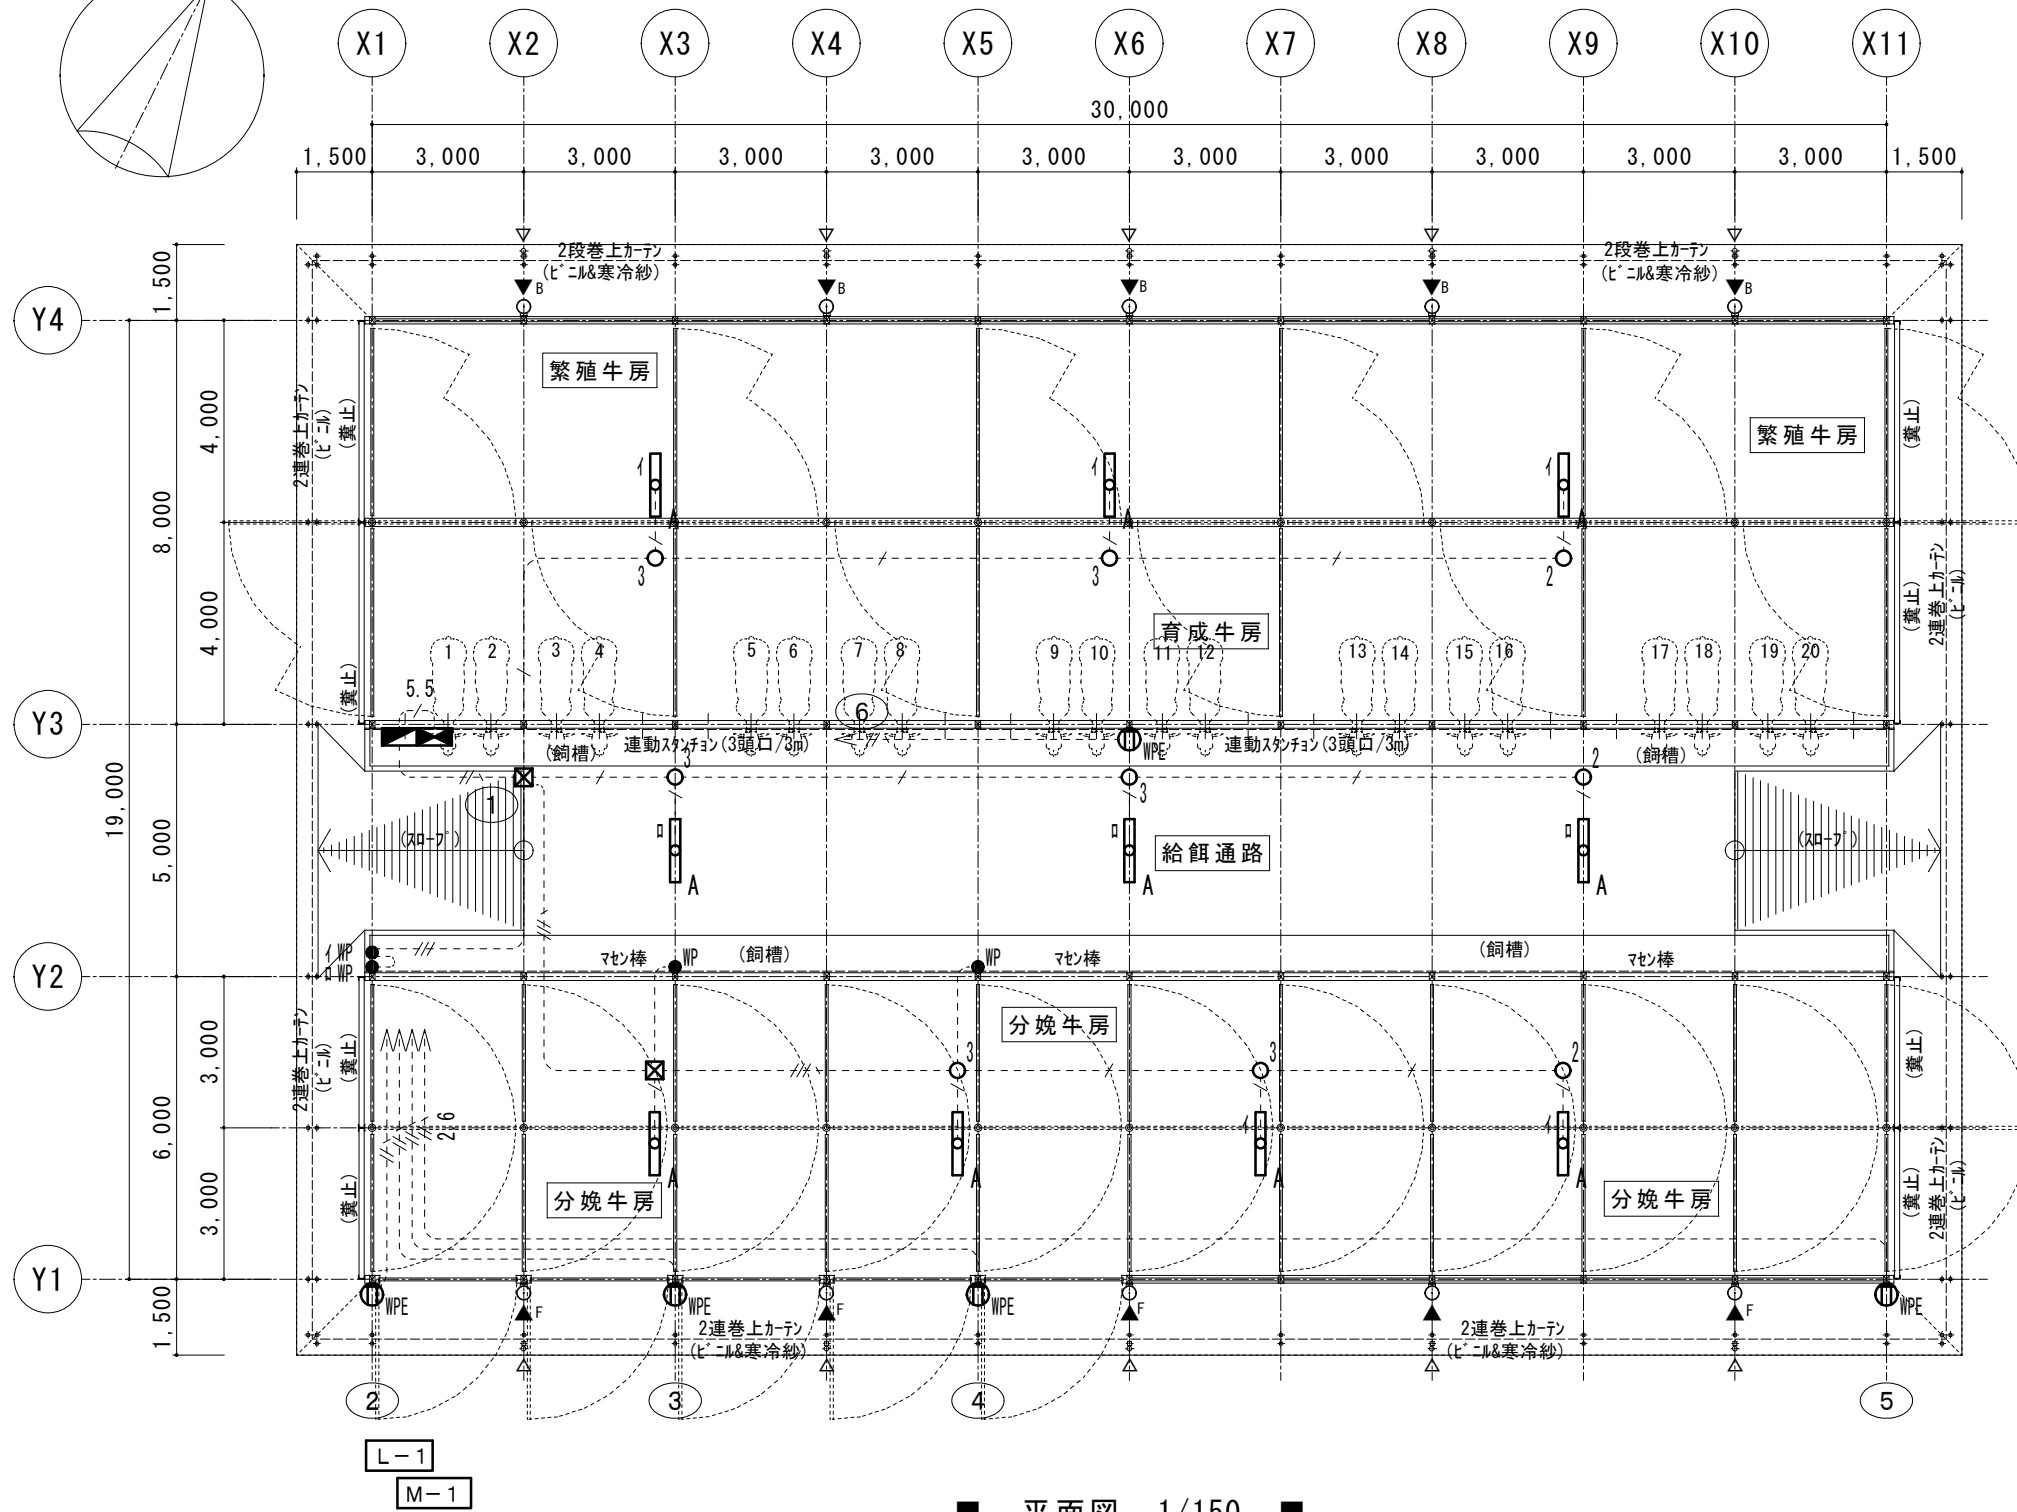 X1 X2 X3 X4 X5 X6 X7 X8 X9 X10 X11
30,000
1,500 3,000 3,000 3,000 3,000 3,000 3,000 3,000 3,000 3,000 3,000 1,500
2段巻上カーテン 2段巻上カーテン
(ビニル&寒冷紗) (ビニル&寒冷紗)
B B B B B
1,500
Y4
繁殖牛房
繁殖牛房
2連巻上カーテン
(ビニル)
(糞止)
(糞止)
4,000
8,000
イ イ イ
A A A
3 3 2
4,000
育成牛房
1 2 3 4 5 6 7 8 9 10 11 12 13 14 15 16 17 18 19 20
(糞止)
(糞止)
2連巻上カーテン
(ビニル)
5.5
6
Y3
(飼槽) 連動スタンチョン(3頭口/3m) WPE 連動スタンチョン(3頭口/3m) (飼槽)
3 3 2
1
19,000
5,000
(スロープ) (スロープ)
ロ ロ ロ
給餌通路
A A A
イ WP
ロ WP
マセン棒 WP (飼槽) マセン棒 WP (飼槽) マセン棒
Y2
2連巻上カーテン
(ビニル)
(糞止)
(糞止)
分娩牛房
3,000
6,000
3 3 2
2.6
イ イ
A A A A
3,000
(糞止)
(糞止)
2連巻上カーテン
(ビニル)
分娩牛房 分娩牛房
Y1
WPE F WPE F WPE F F F WPE
1,500
2連巻上カーテン 2連巻上カーテン
(ビニル&寒冷紗) (ビニル&寒冷紗)
2 3 4 5
L-1
M-1
平面図 1/150